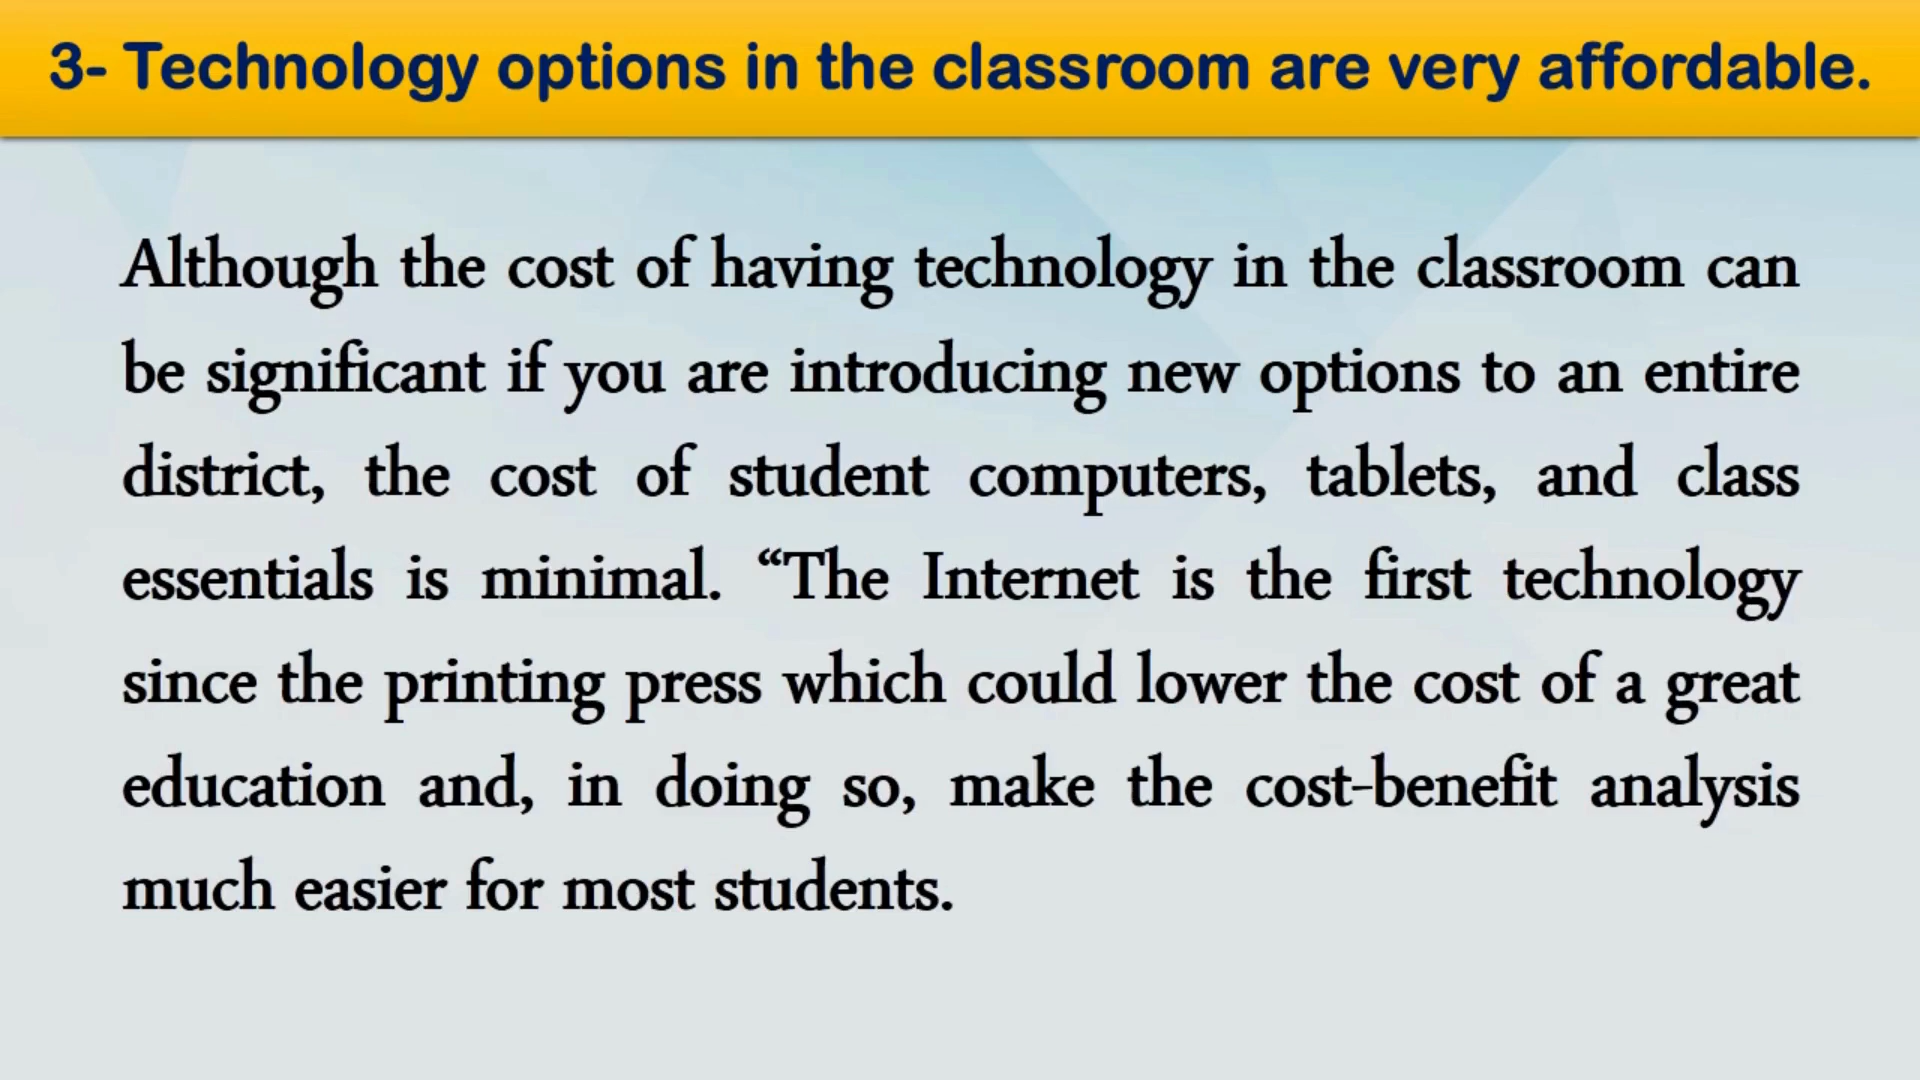 3- Technology options in the classroom are very affordable.
Although the cost of having technology in the classroom can
be significant if you are introducing new options to an entire
district, the cost of student computers, tablets, and class
essentials is minimal. “The Internet is the first technology
since the printing press which could lower the cost of a great
education and, in doing so, make the cost-benefit analysis
much easier for most students.